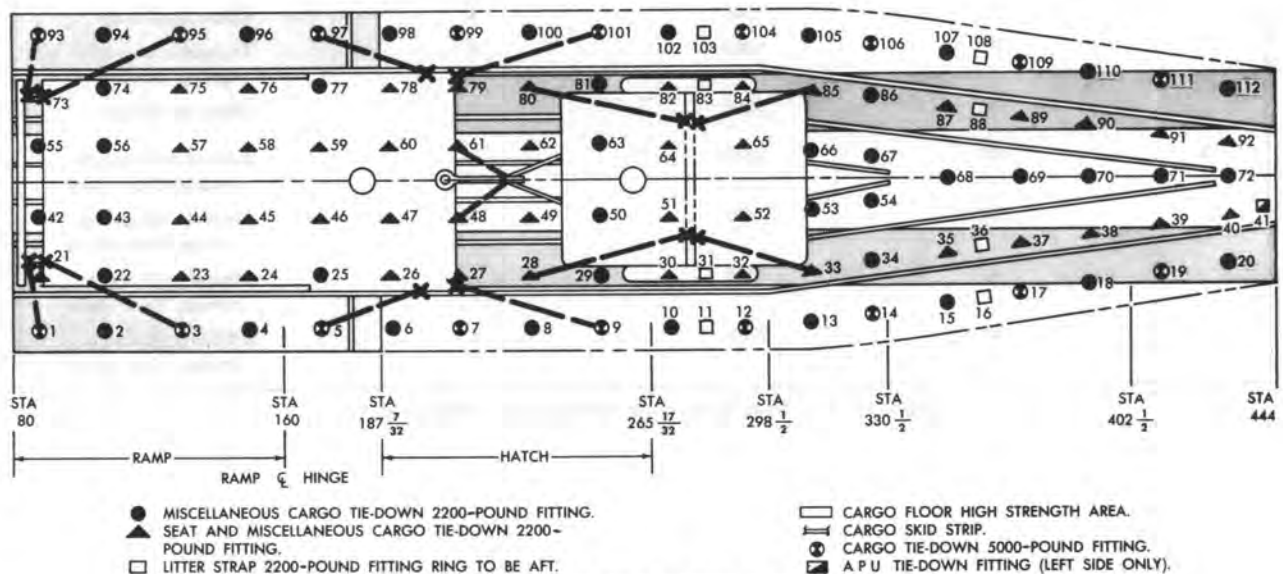 93 94 95 96 97 98 99 100 101 102 103 104 105 106 107 108 109 110 111 112
73 74 75 76 77 78 79 80 81 82 83 84 85 86 87 88 89 90 91 92
55 56 57 58 59 60 61 62 63 64 65 66 67 68 69 70 71 72
42 43 44 45 46 47 48 49 50 51 52 53 54 35 36 37 38 39 40 41
21 22 23 24 25 26 27 28 29 30 31 32 33 34 18 19 20
1 2 3 4 5 6 7 8 9 10 11 12 13 14 15 16 17
STA 80
STA 160
STA 187 7/32
STA 265 17/32
STA 298 1/2
STA 330 1/2
STA 402 1/2
STA 444
RAMP
HATCH
RAMP ℄ HINGE
MISCELLANEOUS CARGO TIE-DOWN 2200-POUND FITTING.
SEAT AND MISCELLANEOUS CARGO TIE-DOWN 2200-
POUND FITTING.
LITTER STRAP 2200-POUND FITTING RING TO BE AFT.
CARGO FLOOR HIGH STRENGTH AREA.
CARGO SKID STRIP.
CARGO TIE-DOWN 5000-POUND FITTING.
A P U TIE-DOWN FITTING (LEFT SIDE ONLY).